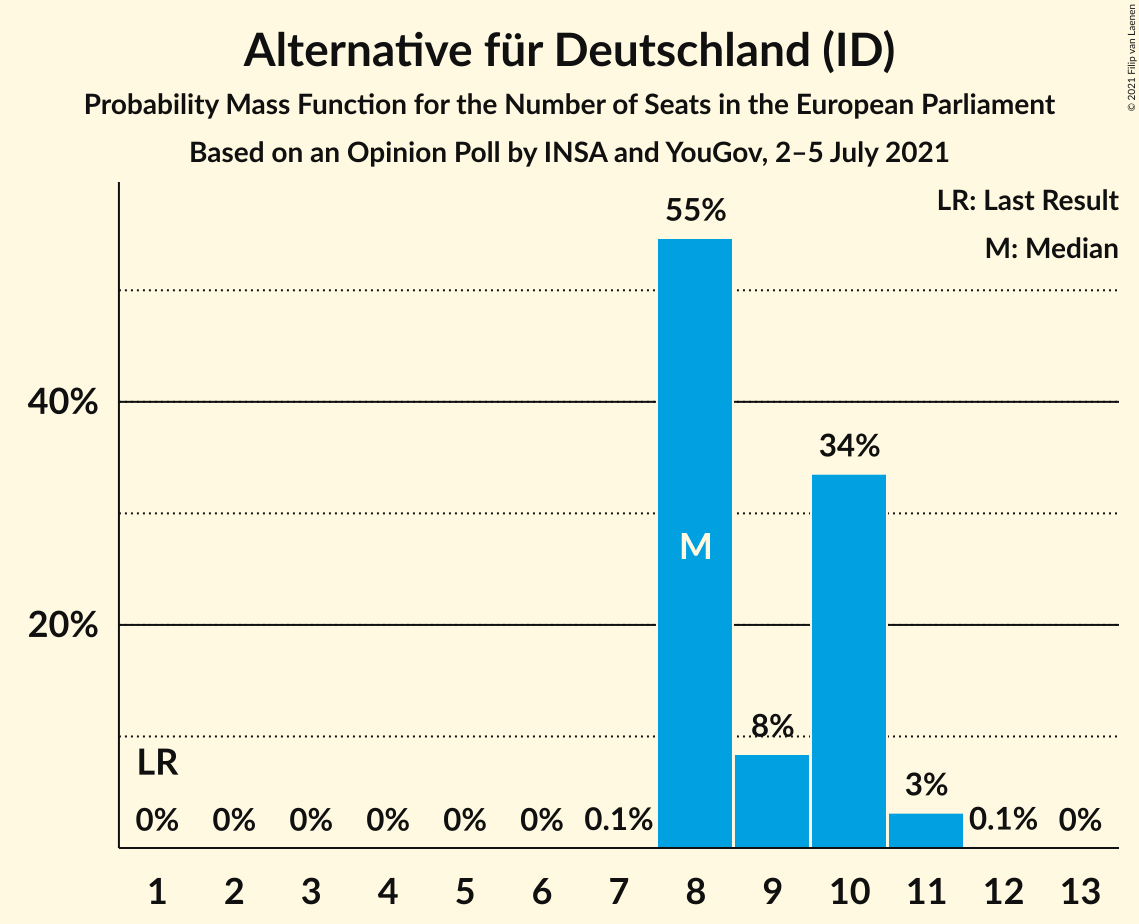 Alternative für Deutschland (ID)
Probability Mass Function for the Number of Seats in the European Parliament
Based on an Opinion Poll by INSA and YouGov, 2–5 July 2021
© 2021 Filip van Laenen
LR: Last Result
M: Median
55%
40%
34%
M
20%
8%
LR
3%
0% 0% 0% 0% 0% 0% 0.1% 0.1% 0%
1 2 3 4 5 6 7 8 9 10 11 12 13